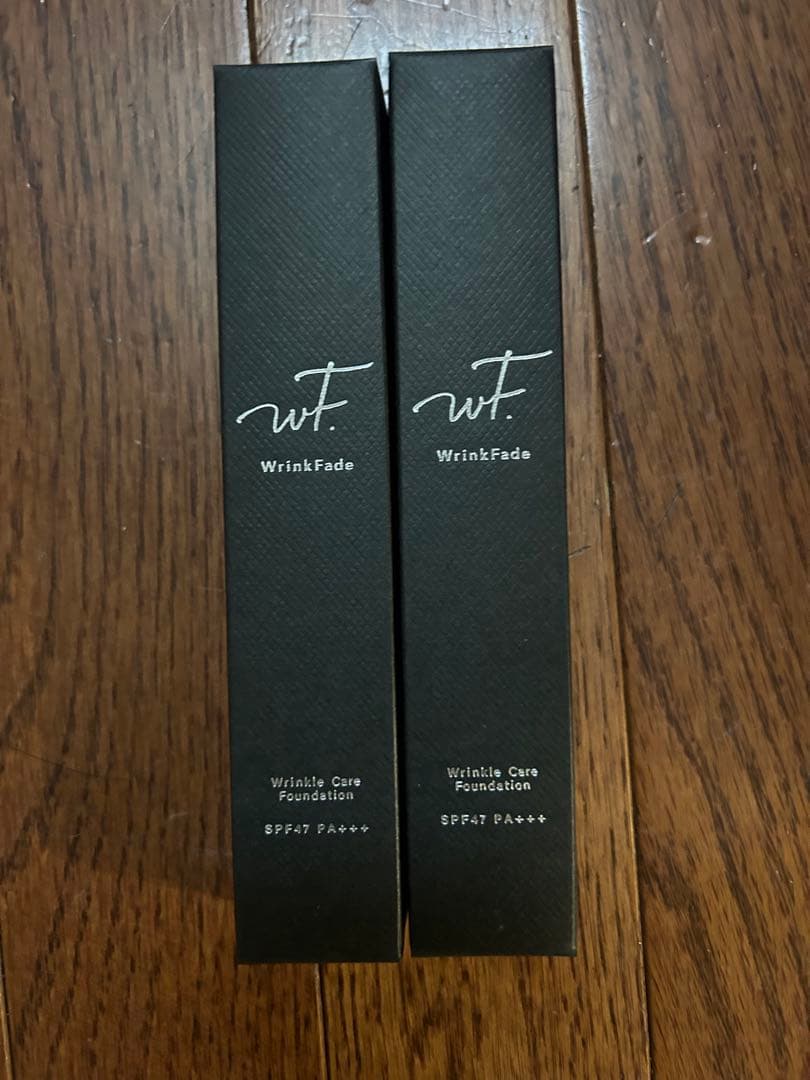 wF.
WrinkFade
Wrinkle Care
Foundation
SPF47 PA+++
wF.
WrinkFade
Wrinkle Care
Foundation
SPF47 PA+++